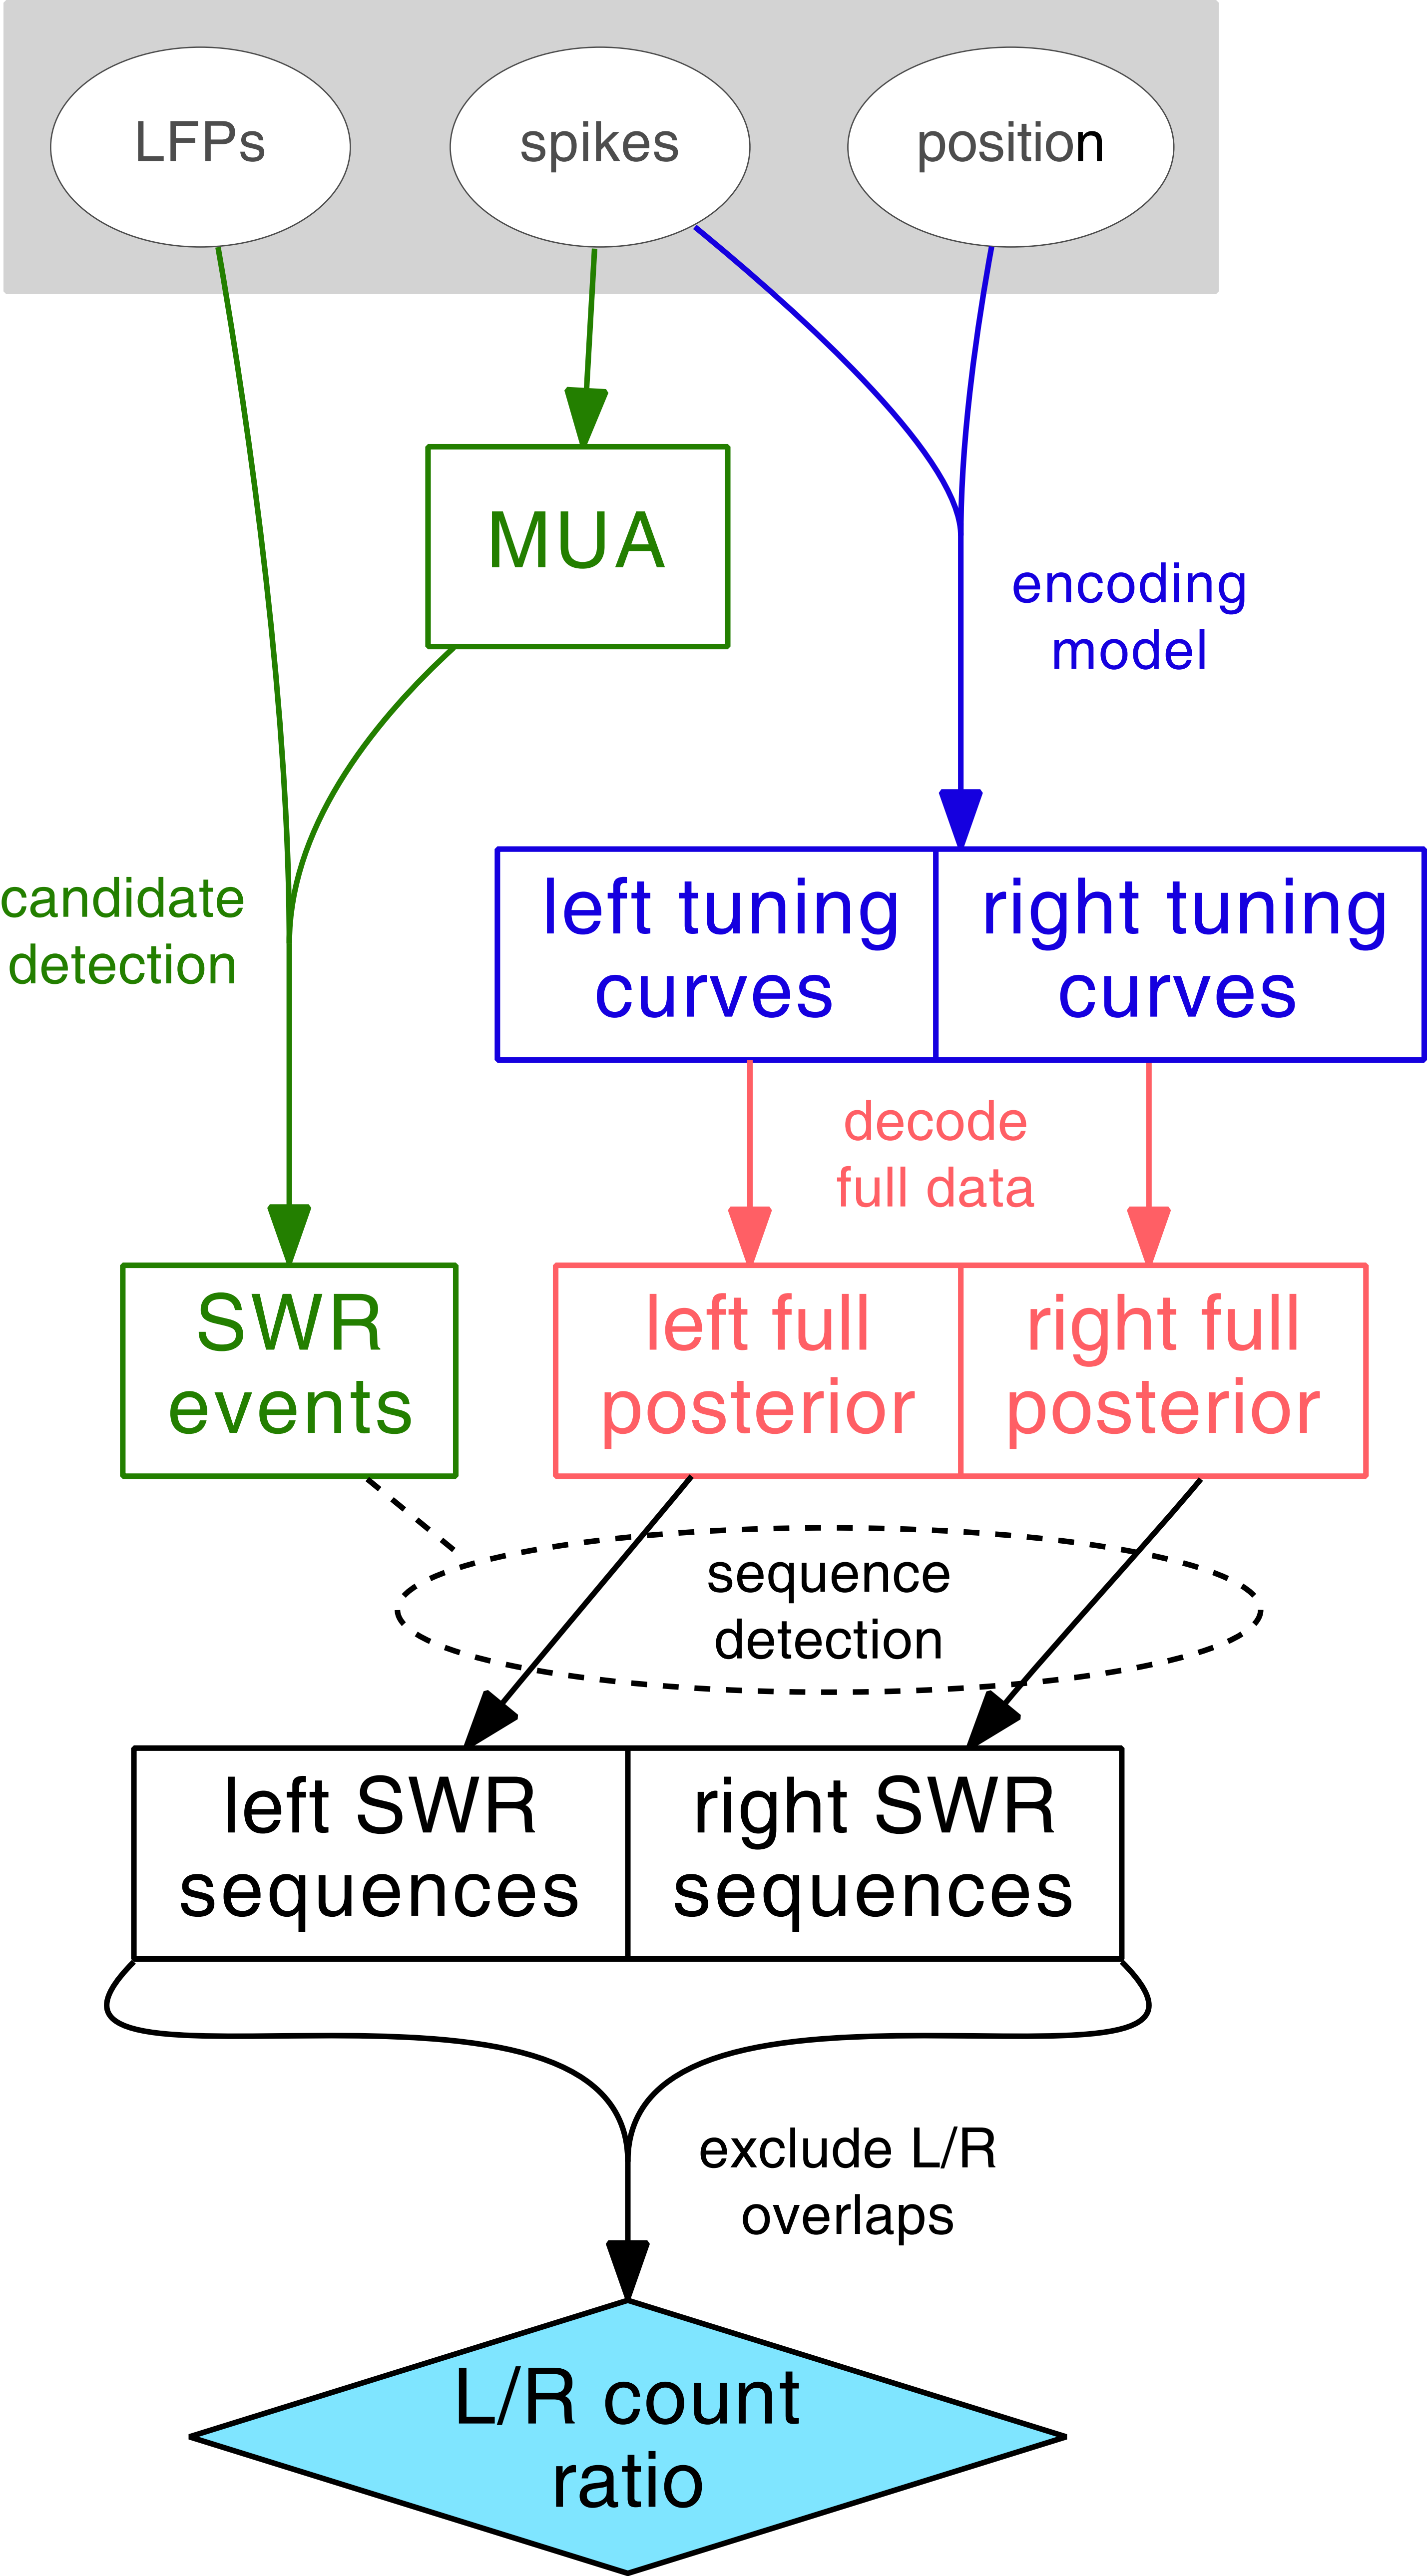 LFPs
spikes
position
MUA
encoding
model
candidate
detection
left tuning
curves
right tuning
curves
decode
full data
SWR
events
left full
posterior
right full
posterior
sequence
detection
left SWR
sequences
right SWR
sequences
exclude L/R
overlaps
L/R count
ratio